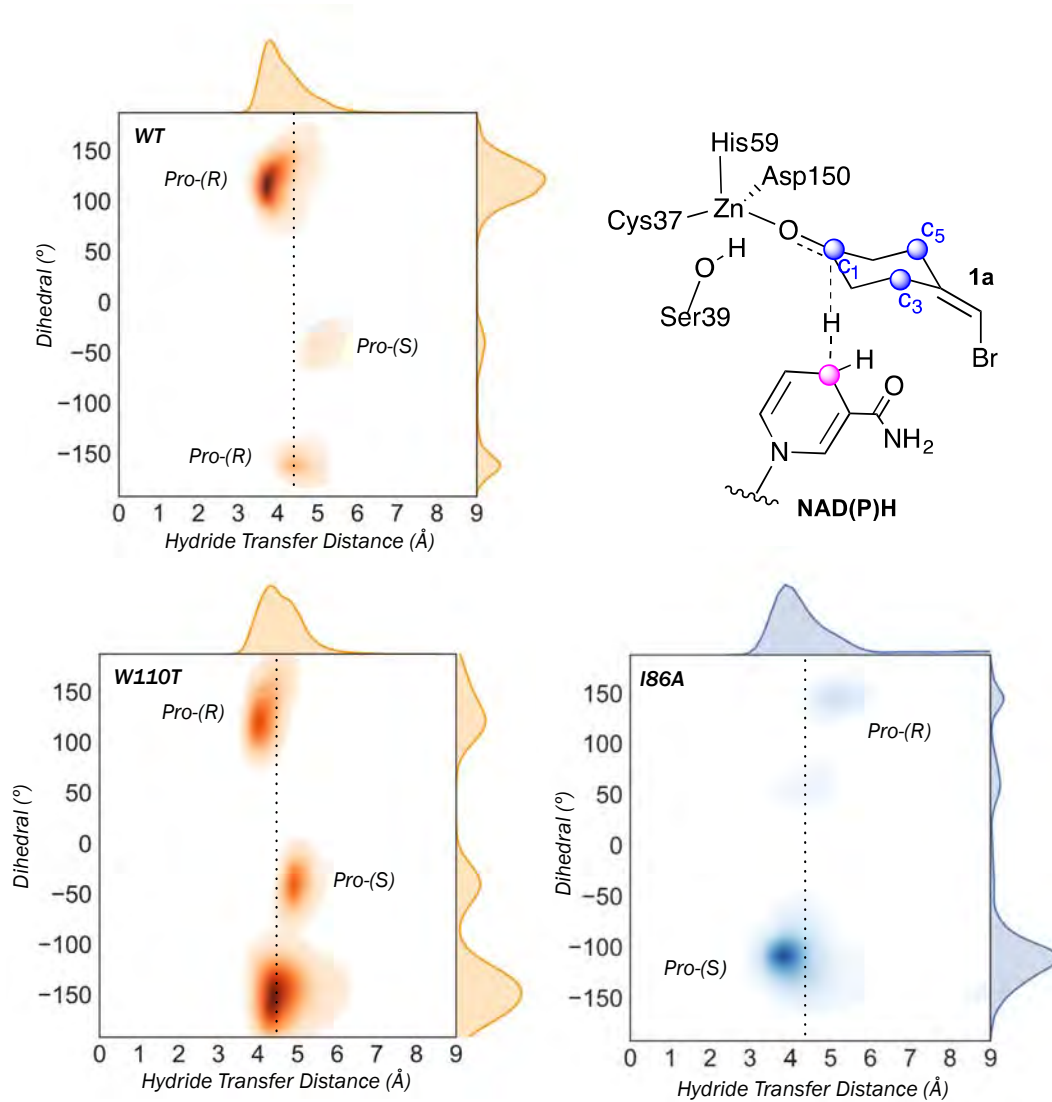 WT
Pro-(R)
Pro-(S)
Pro-(R)
150
100
50
0
−50
−100
−150
Dihedral (°)
0 1 2 3 4 5 6 7 8 9
Hydride Transfer Distance (Å)
His59
Asp150
Zn
Cys37
O
H
O
Ser39
C1
C5
C3
1a
H
Br
H
O
N
NH2
NAD(P)H
W110T
Pro-(R)
Pro-(S)
150
100
50
0
−50
−100
−150
Dihedral (°)
0 1 2 3 4 5 6 7 8 9
Hydride Transfer Distance (Å)
I86A
Pro-(R)
Pro-(S)
150
100
50
0
−50
−100
−150
Dihedral (°)
0 1 2 3 4 5 6 7 8 9
Hydride Transfer Distance (Å)